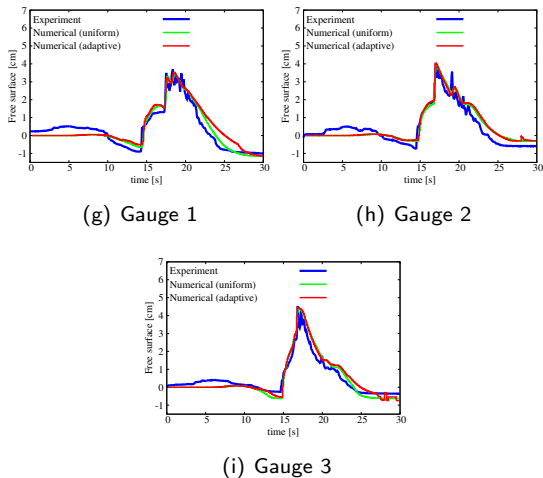 Experiment
Numerical (uniform)
Numerical (adaptive)
Free surface [cm]
7
6
5
4
3
2
1
0
-1
0 5 10 15 20 25 30
time [s]
(g) Gauge 1
Experiment
Numerical (uniform)
Numerical (adaptive)
Free surface [cm]
7
6
5
4
3
2
1
0
-1
0 5 10 15 20 25 30
time [s]
(h) Gauge 2
Experiment
Numerical (uniform)
Numerical (adaptive)
Free surface [cm]
7
6
5
4
3
2
1
0
-1
0 5 10 15 20 25 30
time [s]
(i) Gauge 3